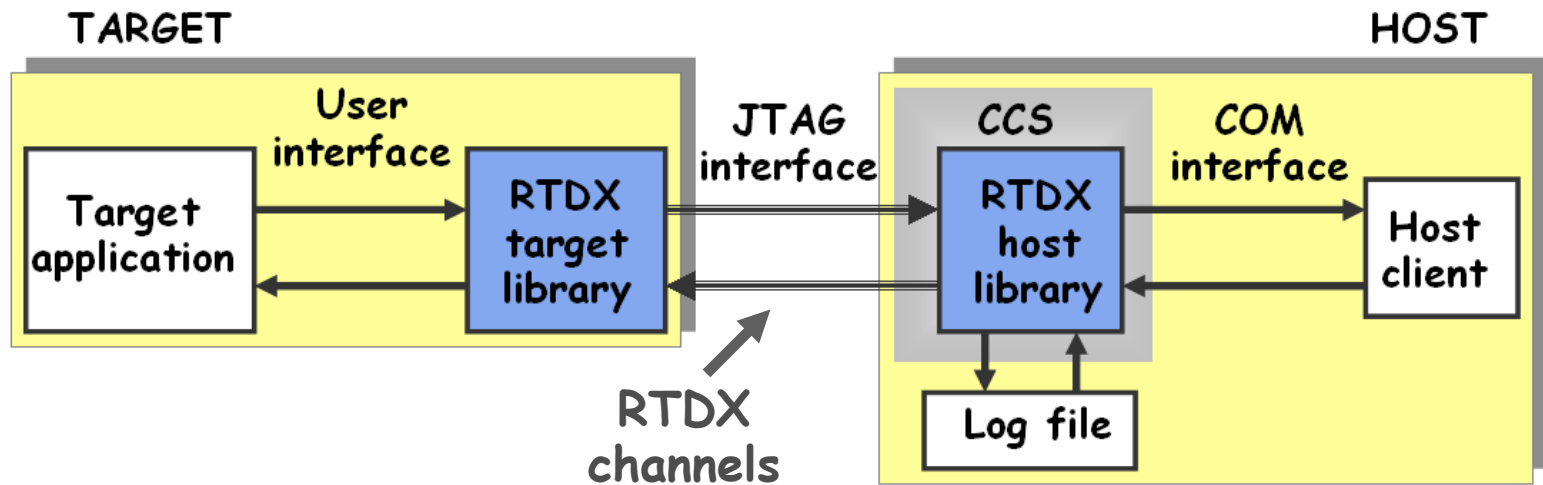 TARGET
HOST
User
interface
JTAG
interface
CCS
COM
interface
Target
application
RTDX
target
library
RTDX
host
library
Host
client
RTDX
channels
Log file